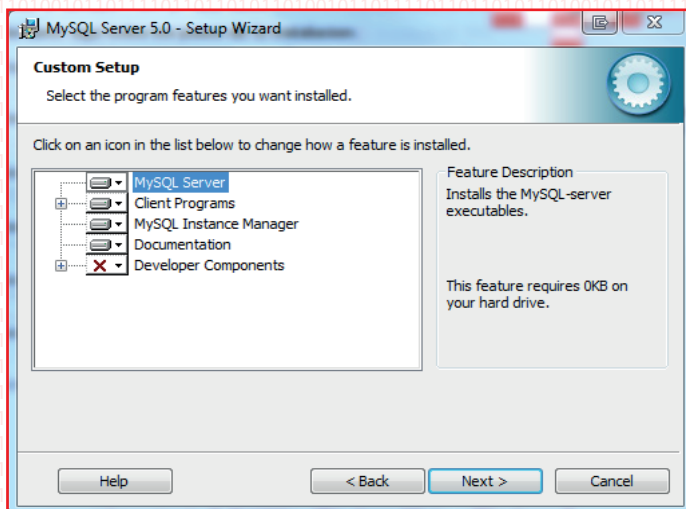 MySQL Server 5.0 - Setup Wizard
Custom Setup
Select the program features you want installed.
Click on an icon in the list below to change how a feature is installed.
MySQL Server
Client Programs
MySQL Instance Manager
Documentation
Developer Components
Feature Description
Installs the MySQL-server
executables.
This feature requires 0KB on
your hard drive.
Help
< Back
Next >
Cancel